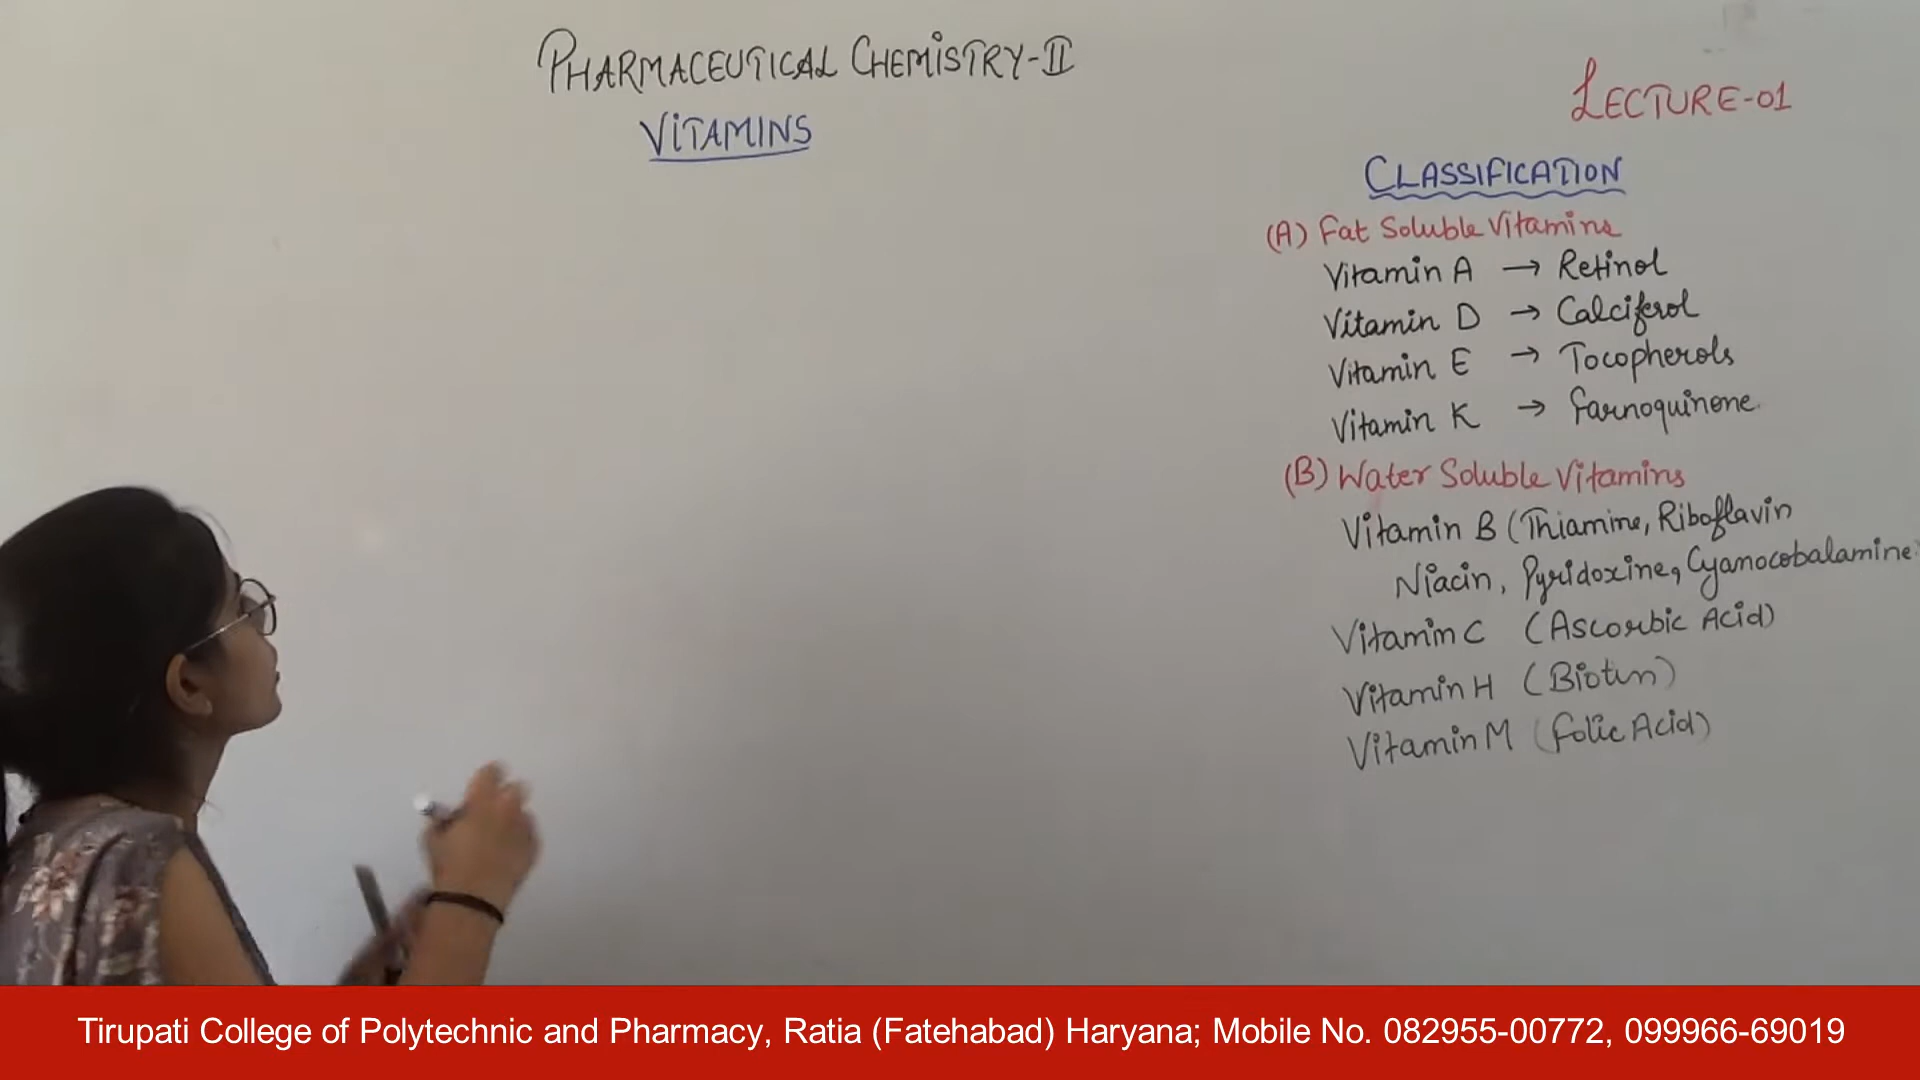 PHARMACEUTICAL CHEMISTRY-II
VITAMINS
LECTURE-01
CLASSIFICATION
(A) Fat Soluble Vitamins
Vitamin A → Retinol
Vitamin D → Calciferol
Vitamin E → Tocopherols
Vitamin K → Farnoquinone
(B) Water Soluble Vitamins
Vitamin B (Thiamine, Riboflavin
Niacin, Pyridoxine, Cyanocobalamine)
Vitamin C (Ascorbic Acid)
Vitamin H (Biotin)
Vitamin M (Folic Acid)
Tirupati College of Polytechnic and Pharmacy, Ratia (Fatehabad) Haryana; Mobile No. 082955-00772, 099966-69019